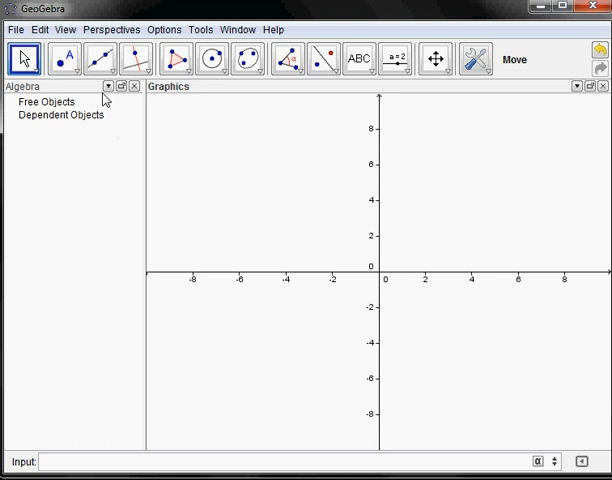 GeoGebra
File Edit View Perspectives Options Tools Window Help
A α ABC a=2 Move
Algebra Graphics
Free Objects
Dependent Objects
8
6
4
2
0
-8 -6 -4 -2 0 2 4 6 8
-2
-4
-6
-8
Input: α